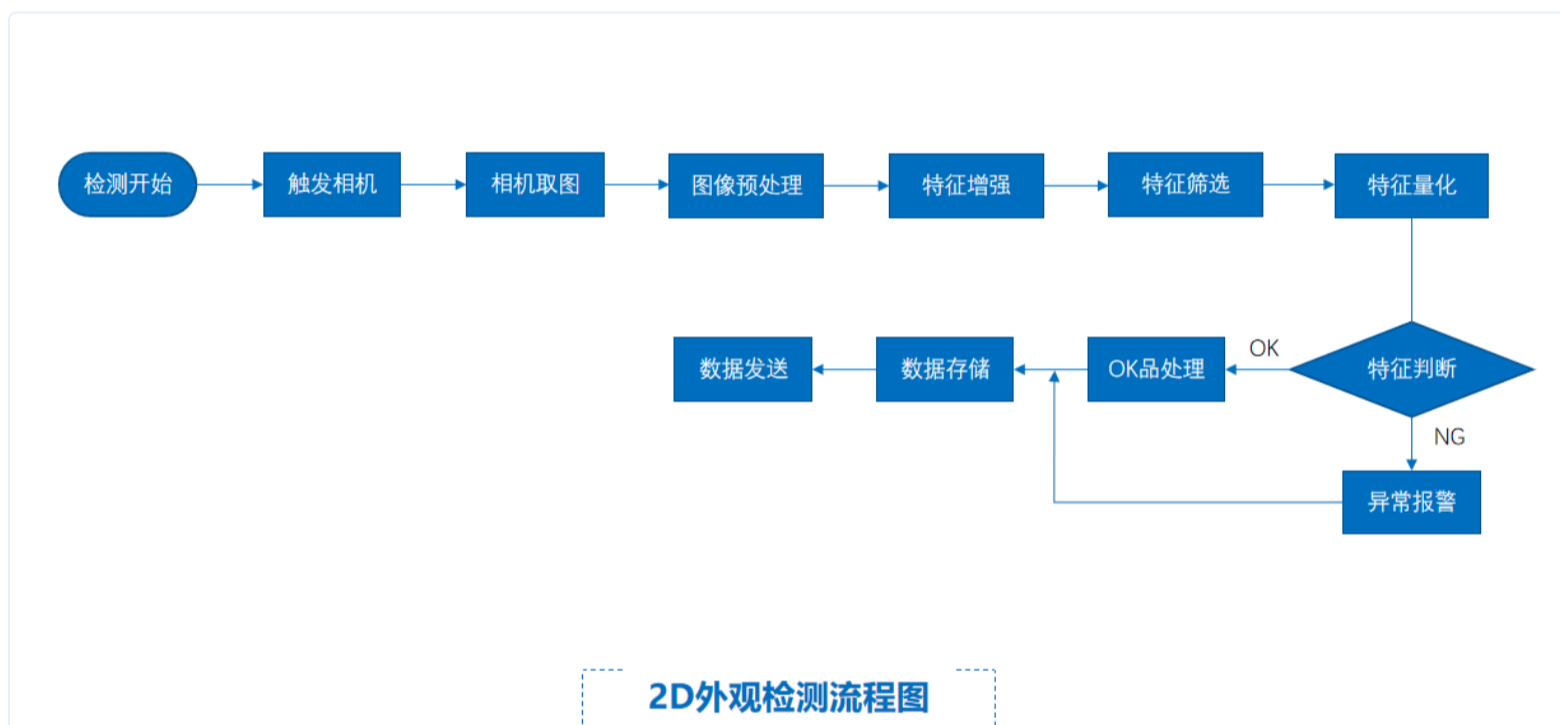 检测开始
触发相机
相机取图
图像预处理
特征增强
特征筛选
特征量化
数据发送
数据存储
OK品处理
OK
特征判断
NG
异常报警
2D外观检测流程图